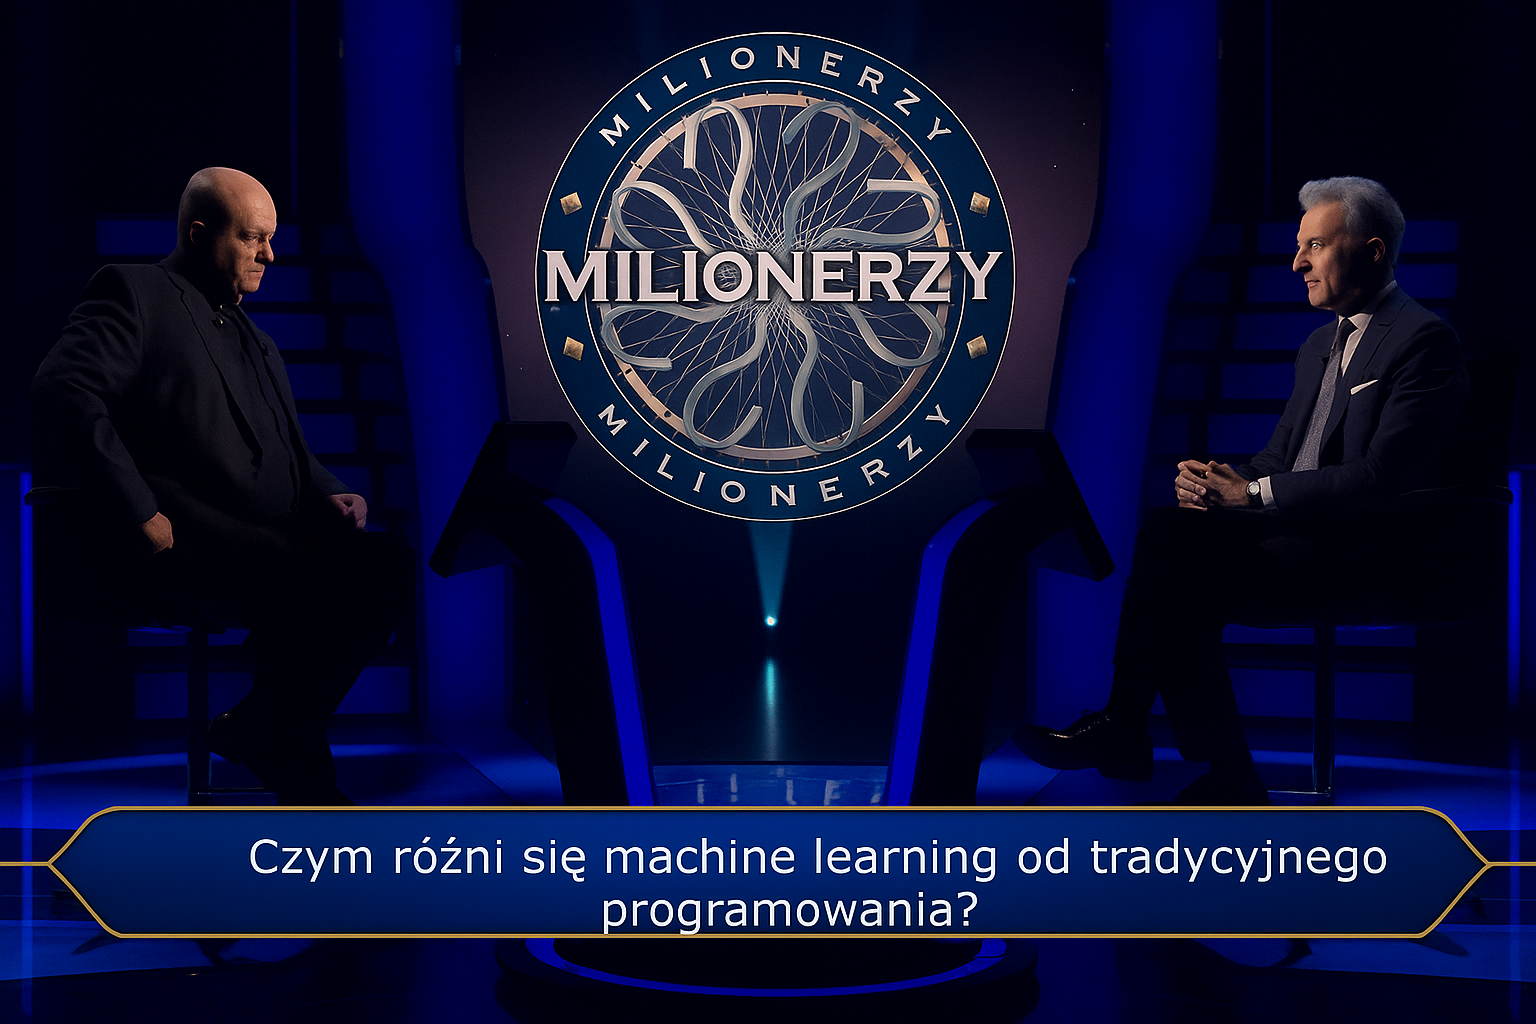 MILIONERZY
MILIONERZY
MILIONERZY
Czym różni się machine learning od tradycyjnego
programowania?